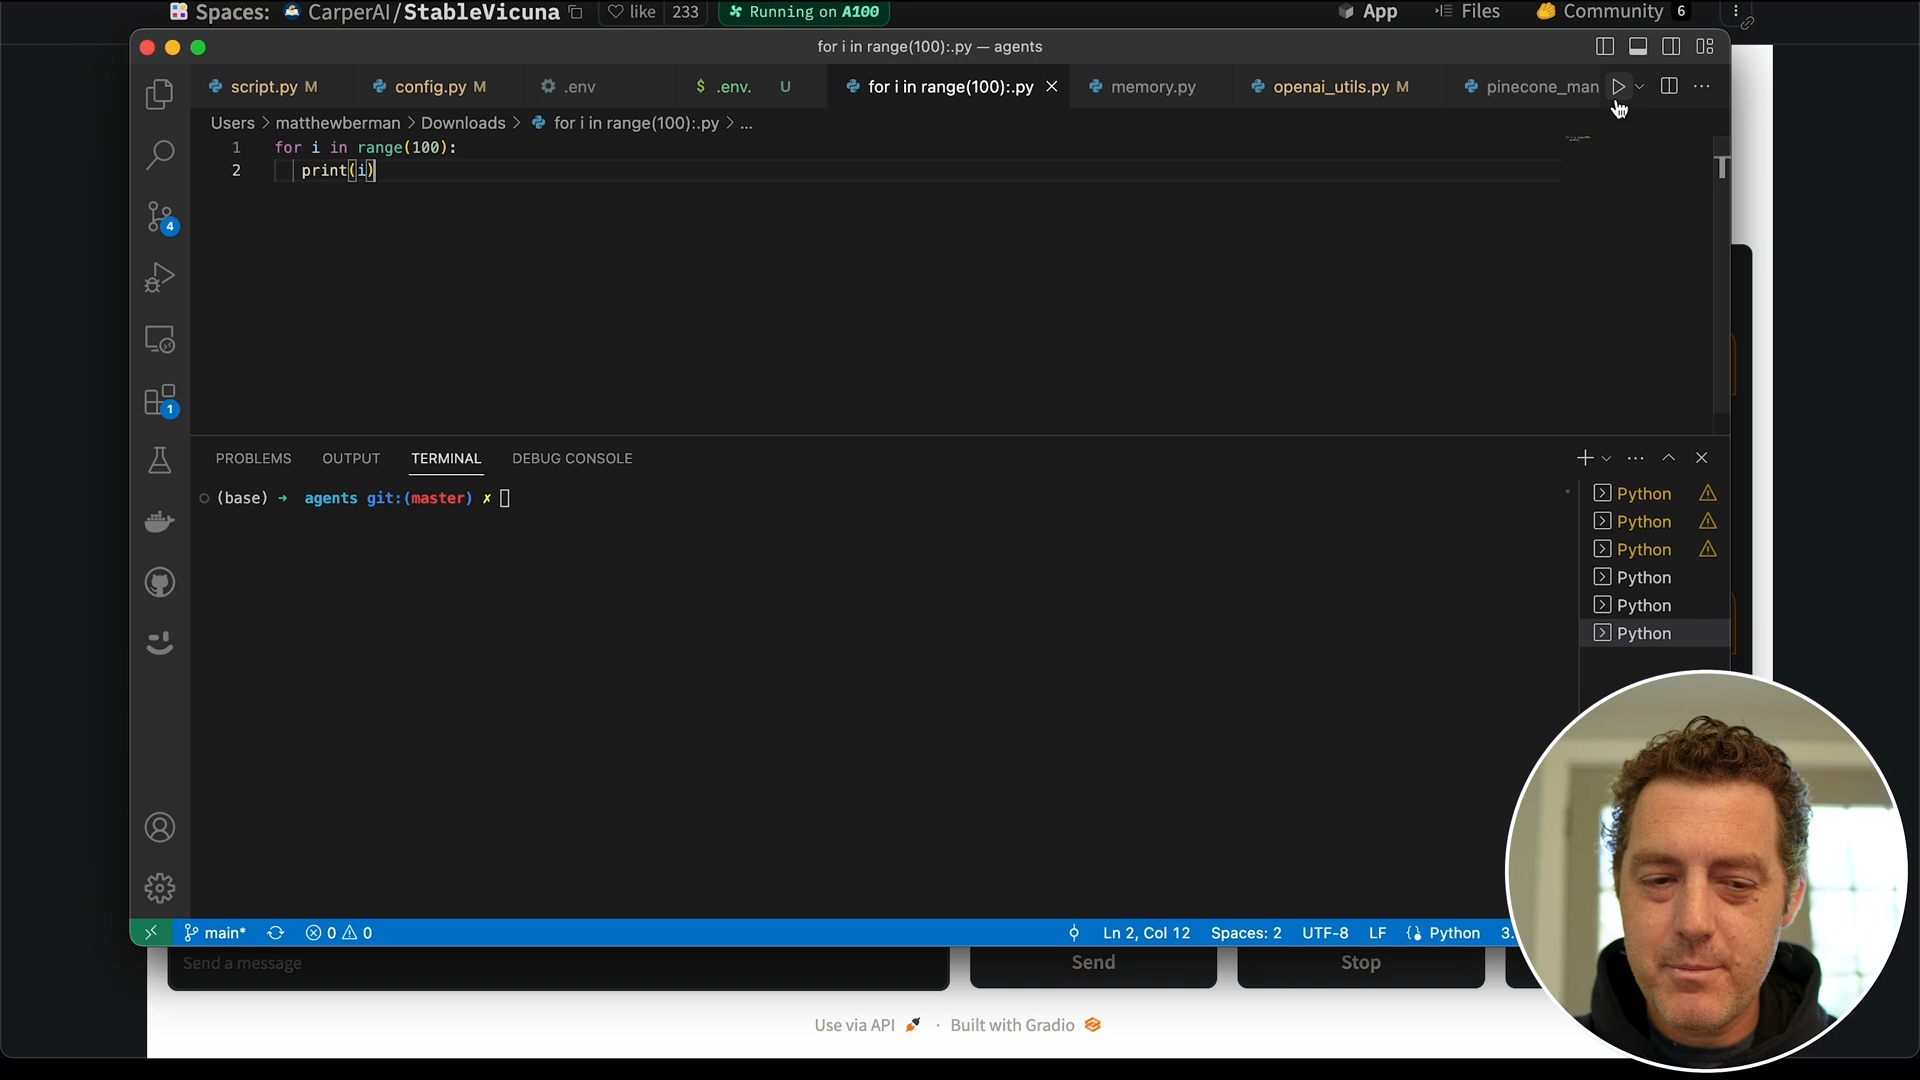 Spaces: CarperAI/StableVicuna like 233 Running on A100 App Files Community 6
for i in range(100):.py — agents
script.py M config.py M .env $ .env. U for i in range(100):.py memory.py openai_utils.py M pinecone_man
Users > matthewberman > Downloads > for i in range(100):.py > ...
1 for i in range(100):
2 print(i)
4
1
PROBLEMS OUTPUT TERMINAL DEBUG CONSOLE
(base) → agents git:(master) ✗
Python
Python
Python
Python
Python
Python
main* 0 0 Ln 2, Col 12 Spaces: 2 UTF-8 LF Python 3.
Send a message Send Stop
Use via API · Built with Gradio